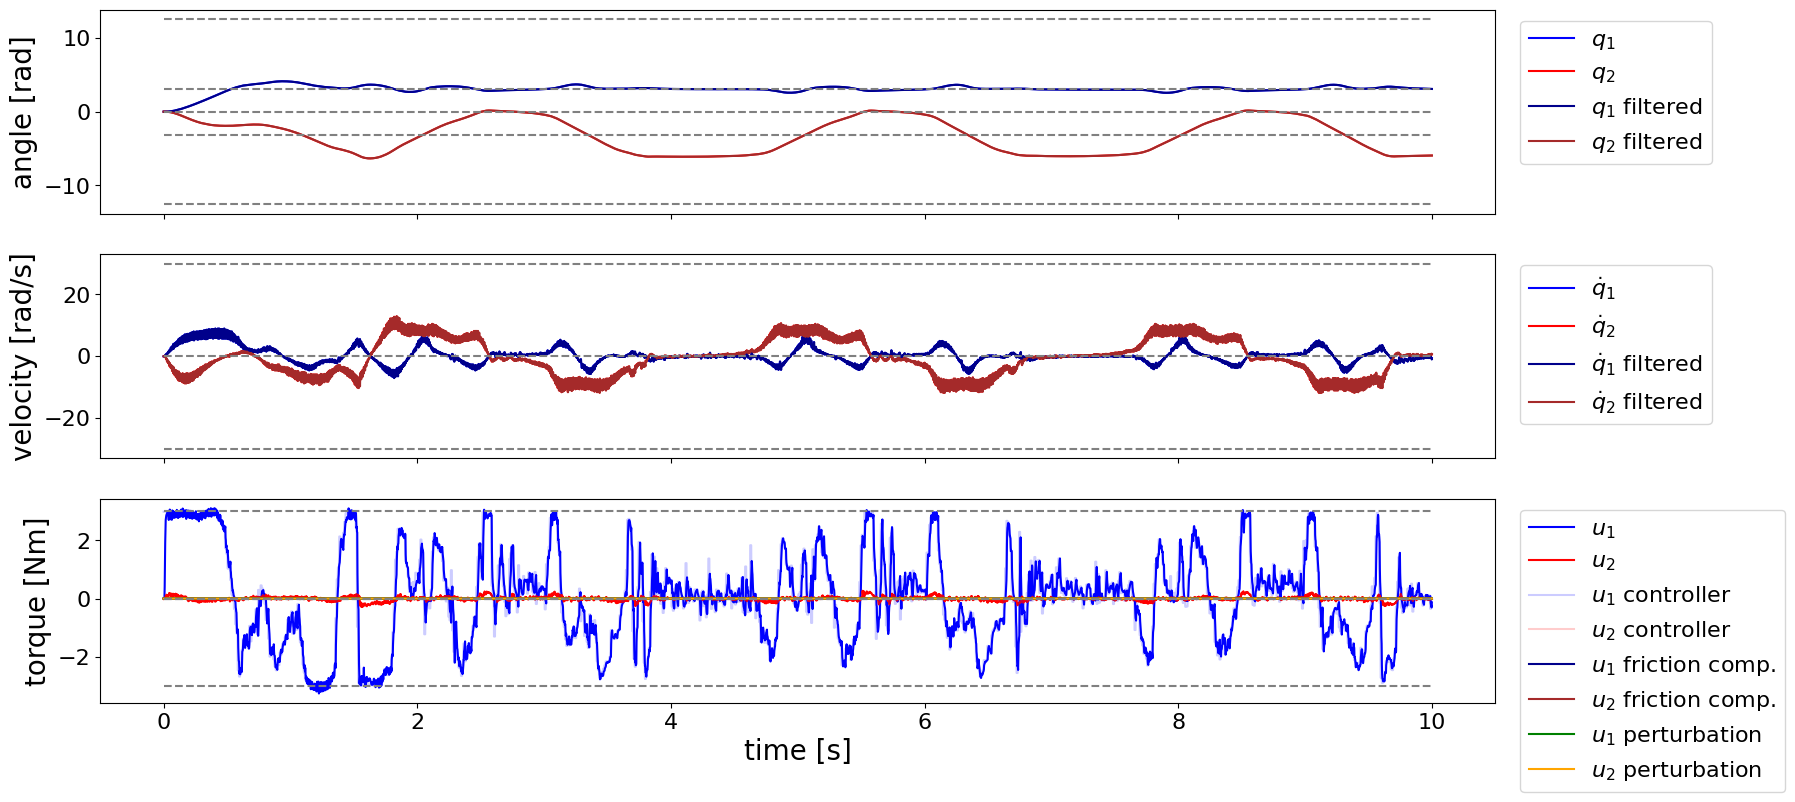 angle [rad]
10
0
−10
q₁
q₂
q₁ filtered
q₂ filtered
velocity [rad/s]
20
0
−20
q̇₁
q̇₂
q̇₁ filtered
q̇₂ filtered
torque [Nm]
2
0
−2
0 2 4 6 8 10
time [s]
u₁
u₂
u₁ controller
u₂ controller
u₁ friction comp.
u₂ friction comp.
u₁ perturbation
u₂ perturbation